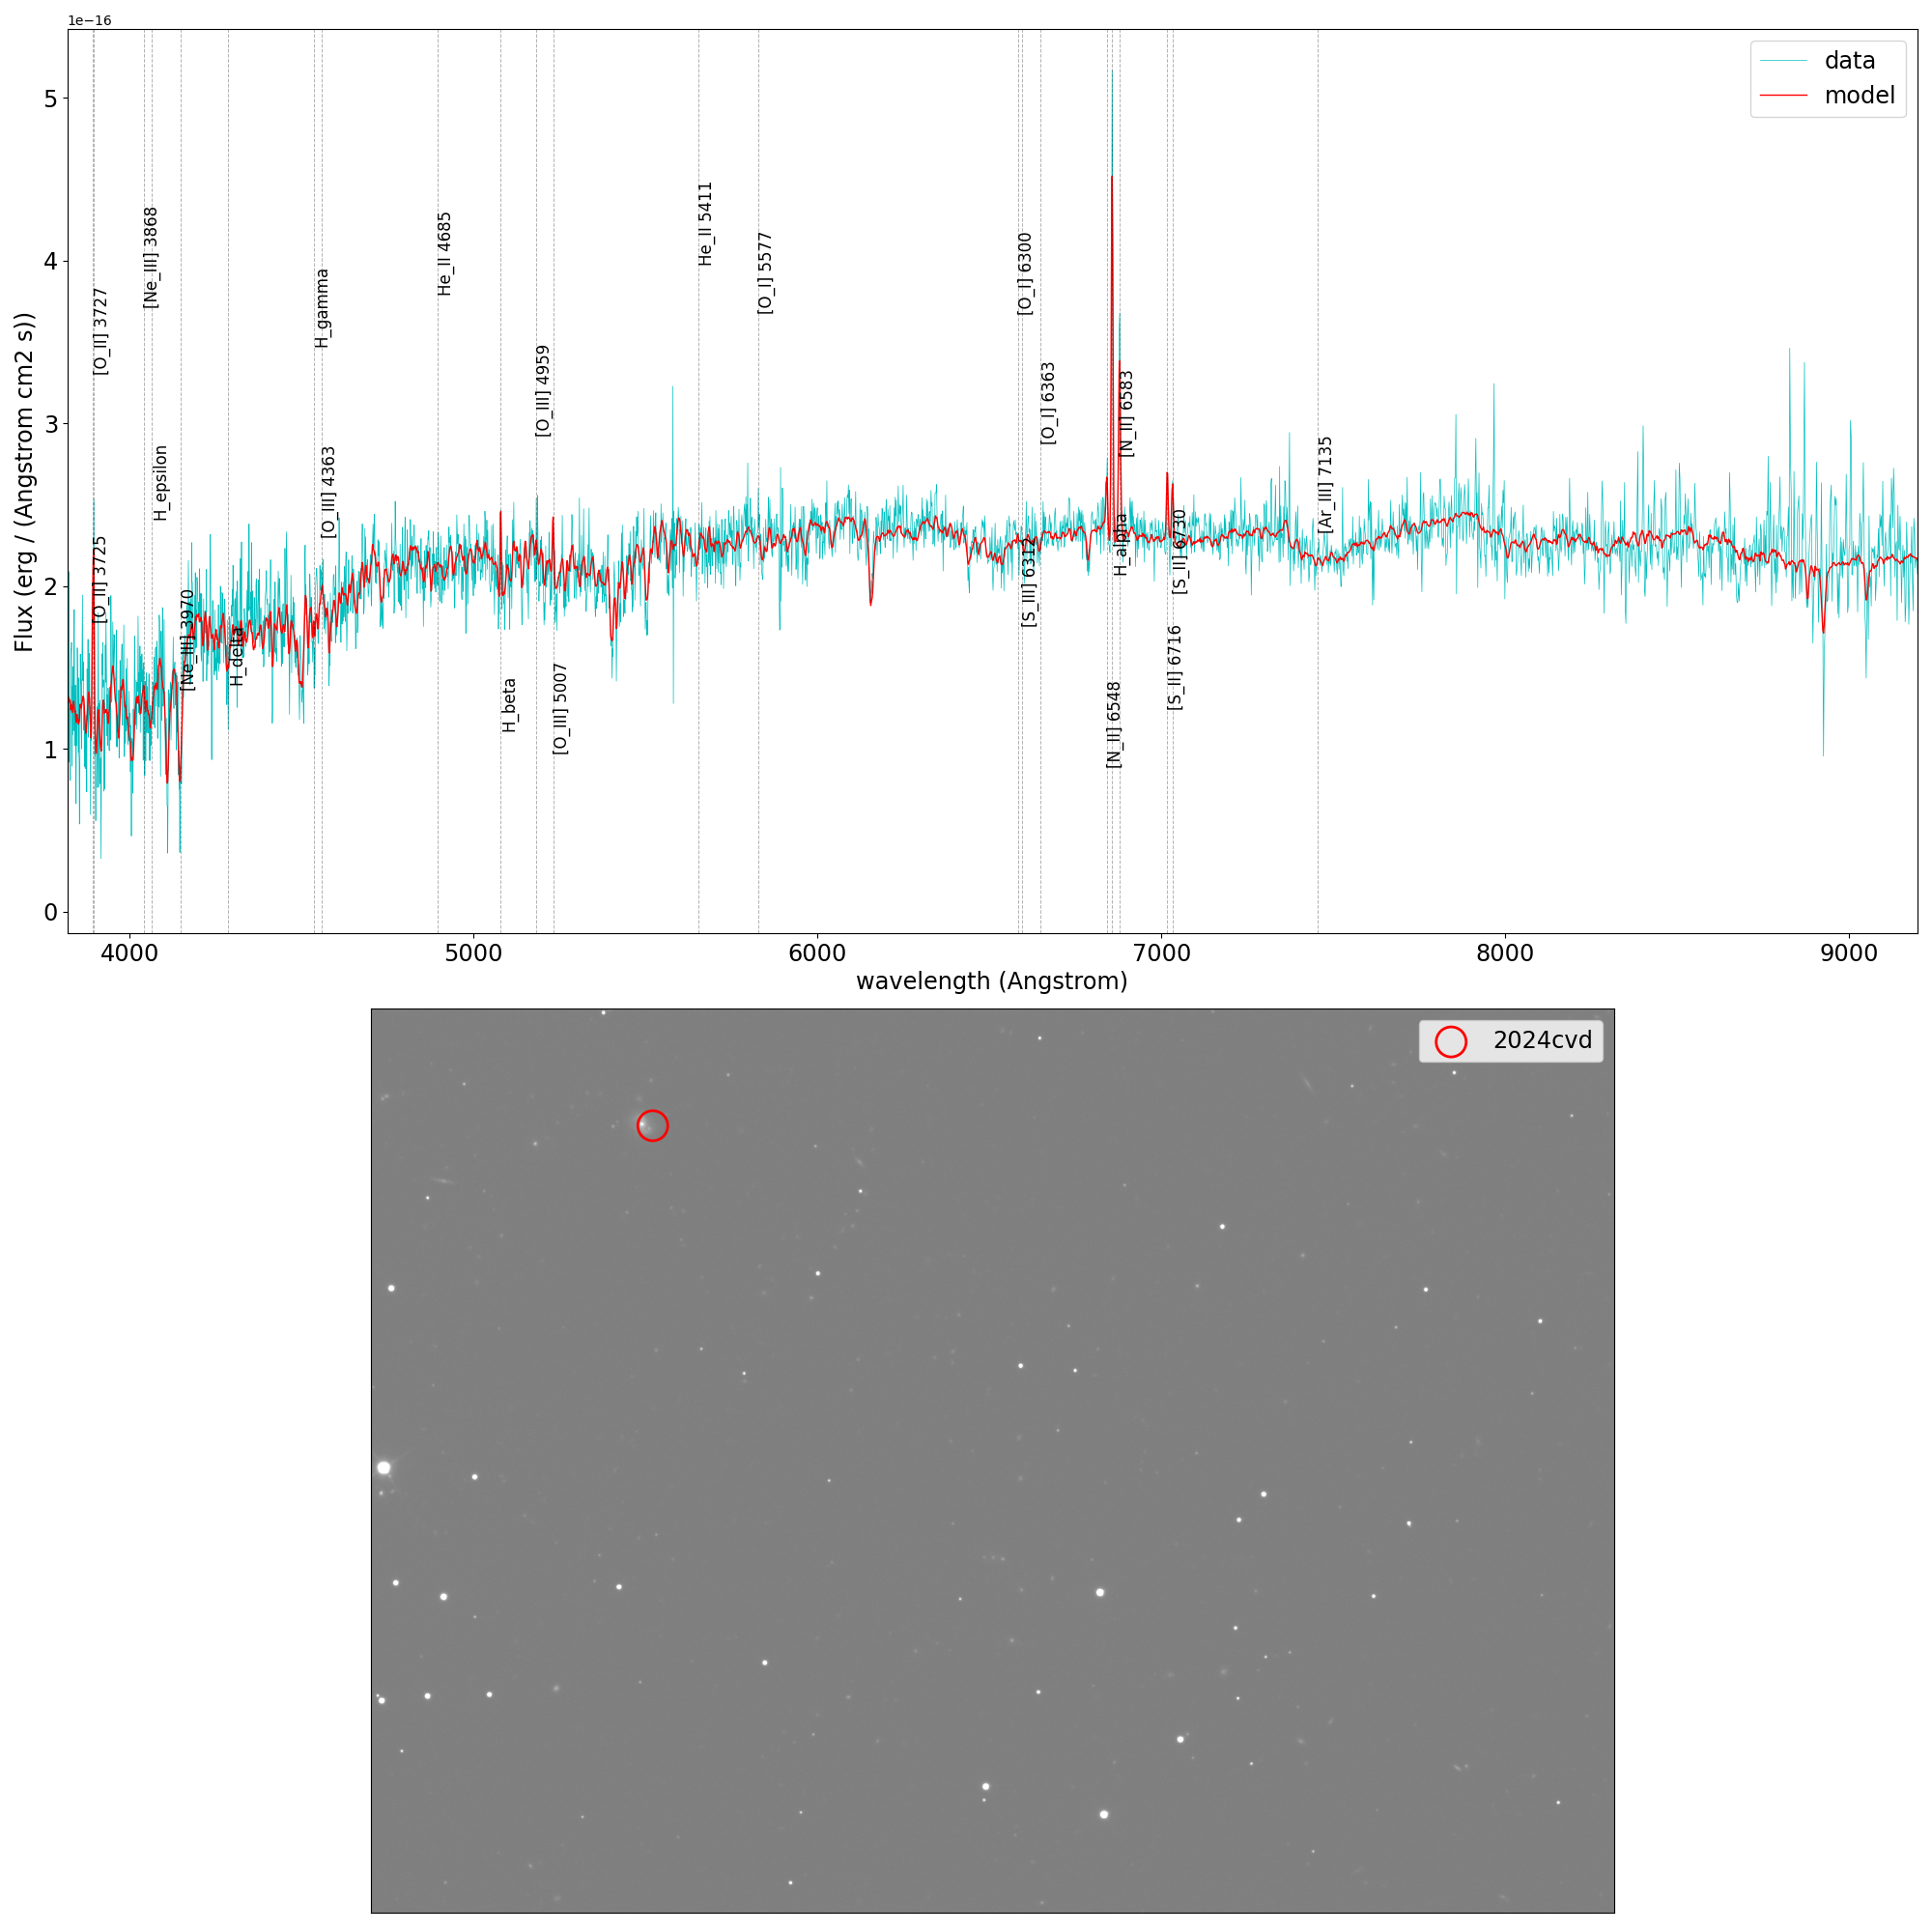 1e−16
data
model
Flux (erg / (Angstrom cm2 s))
5
4
3
2
1
0
[O_II] 3727
[O_II] 3725
[Ne_III] 3868
H_epsilon
[Ne_III] 3970
H_delta
H_gamma
[O_III] 4363
He_II 4685
H_beta
[O_III] 4959
[O_III] 5007
He_II 5411
[O_I] 5577
[O_I] 6300
[S_III] 6312
[O_I] 6363
[N_II] 6548
H_alpha
[N_II] 6583
[S_II] 6716
[S_II] 6730
[Ar_III] 7135
4000 5000 6000 7000 8000 9000
wavelength (Angstrom)
2024cvd